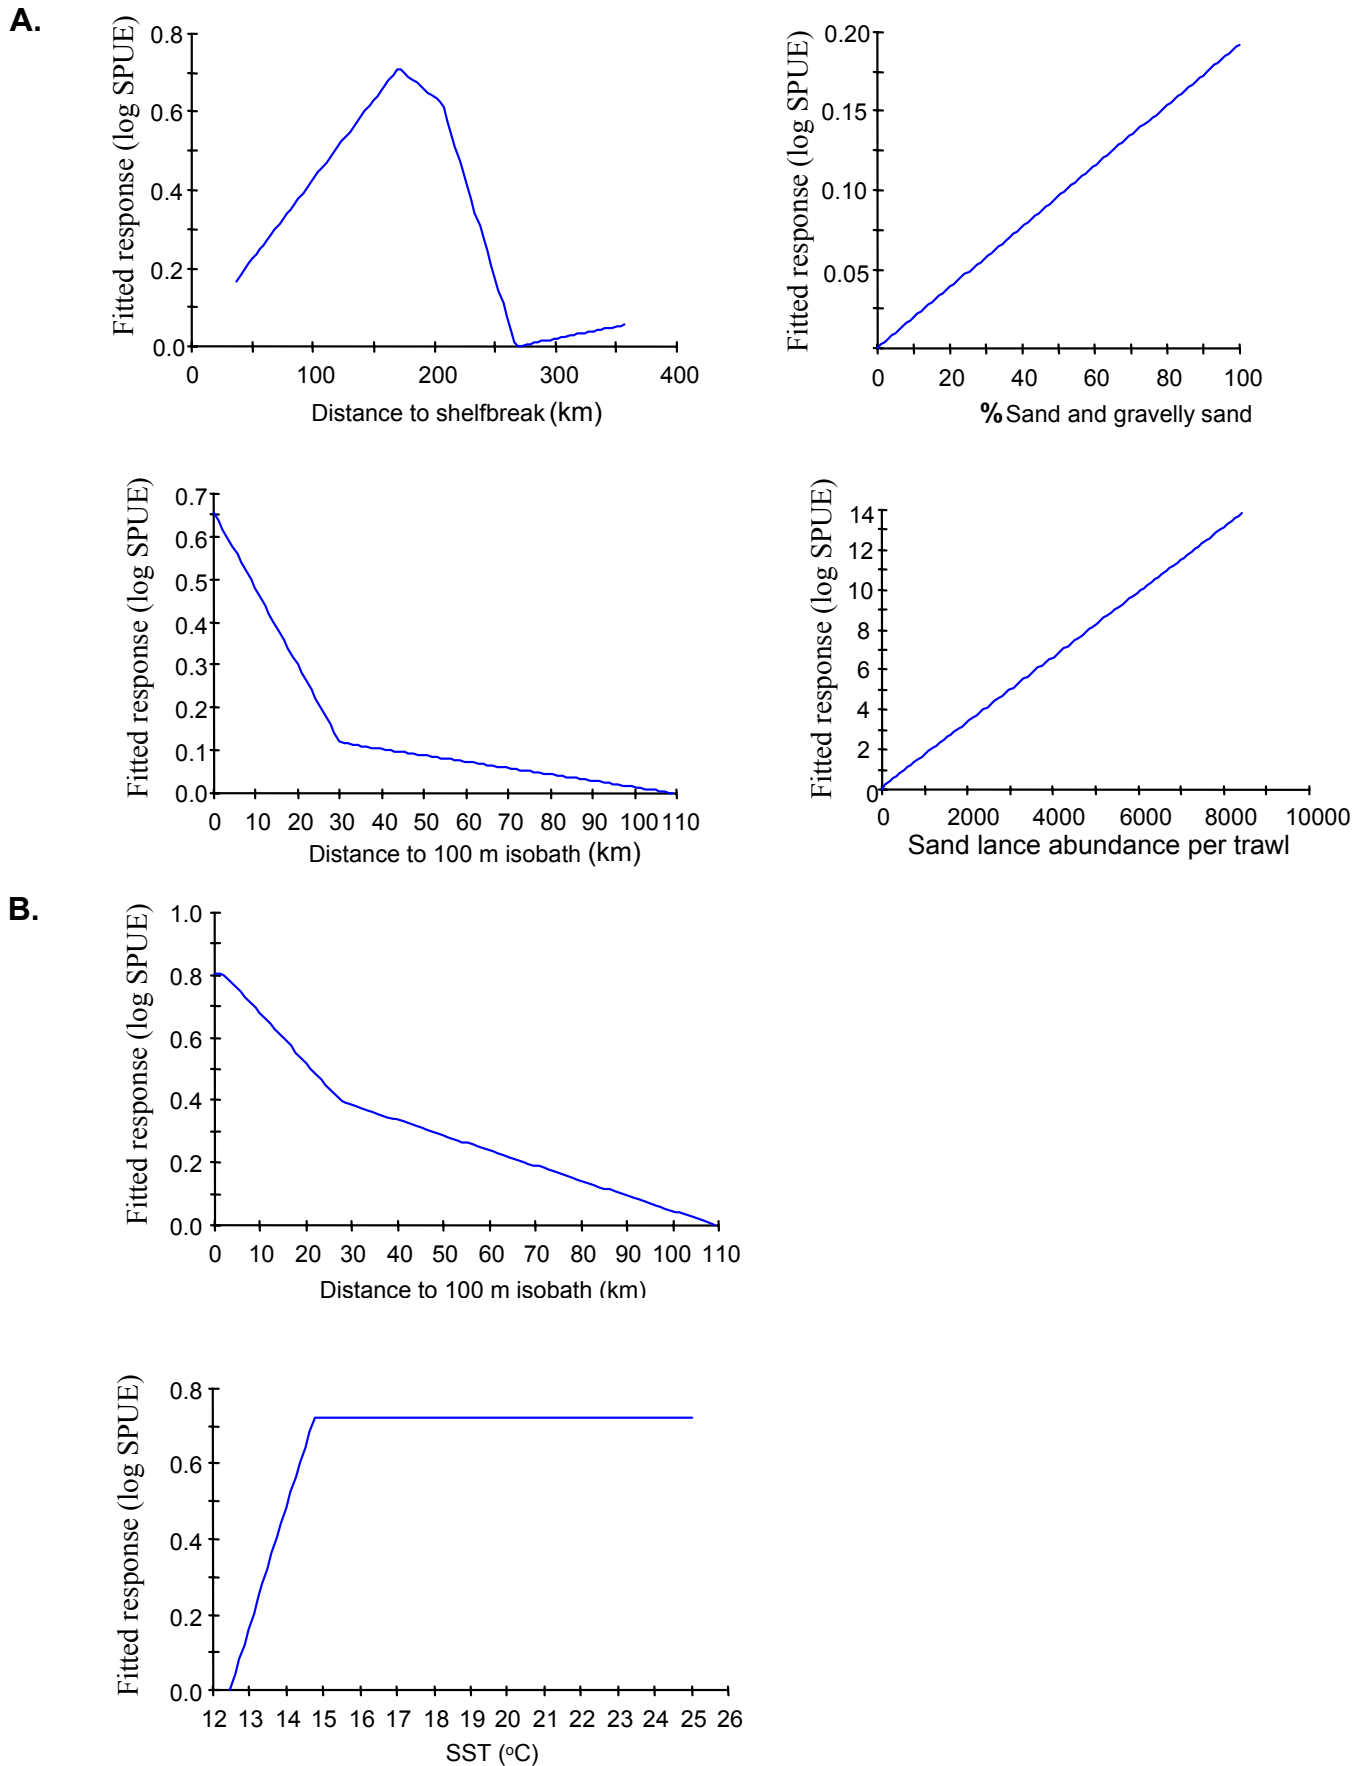 A.
Fitted response (log SPUE)
0.8
0.6
0.4
0.2
0.0
0 100 200 300 400
Distance to shelfbreak (km)
Fitted response (log SPUE)
0.20
0.15
0.10
0.05
0 20 40 60 80 100
% Sand and gravelly sand
Fitted response (log SPUE)
0.7
0.6
0.5
0.4
0.3
0.2
0.1
0.0
0 10 20 30 40 50 60 70 80 90 100 110
Distance to 100 m isobath (km)
Fitted response (log SPUE)
14
12
10
8
6
4
2
0
0 2000 4000 6000 8000 10000
Sand lance abundance per trawl
B.
Fitted response (log SPUE)
1.0
0.8
0.6
0.4
0.2
0.0
0 10 20 30 40 50 60 70 80 90 100 110
Distance to 100 m isobath (km)
Fitted response (log SPUE)
0.8
0.6
0.4
0.2
0.0
12 13 14 15 16 17 18 19 20 21 22 23 24 25 26
SST (ºC)